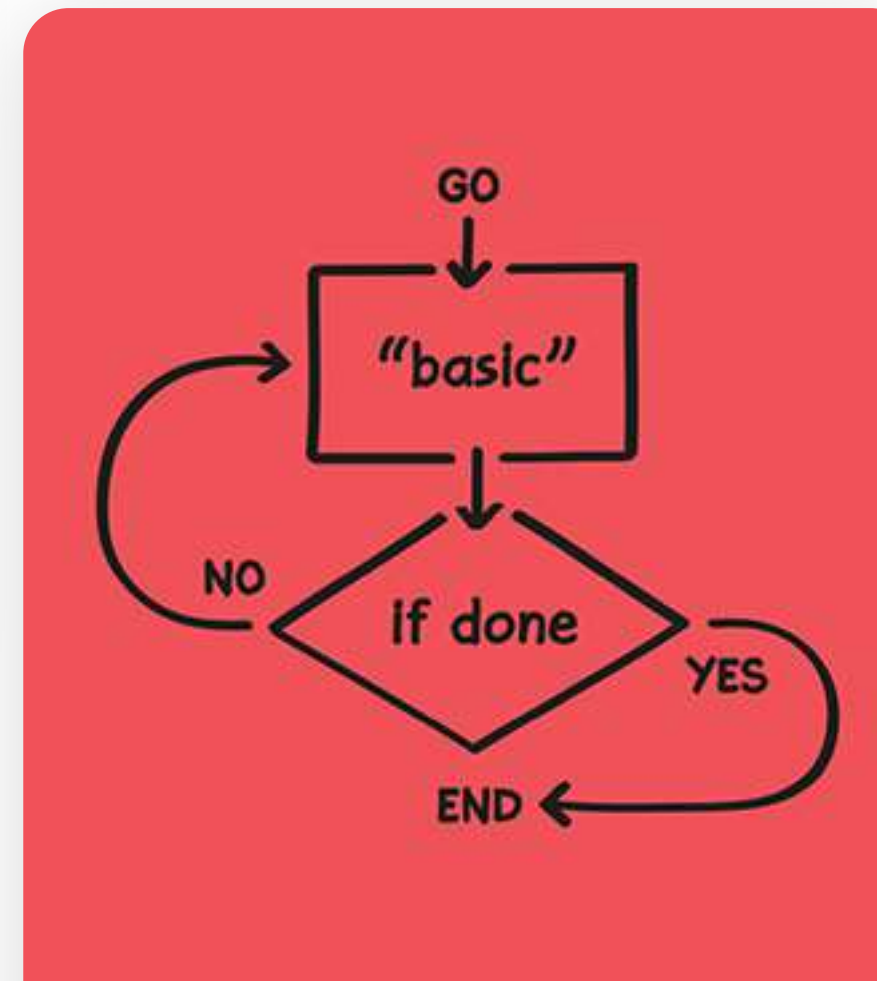 GO
“basic”
if done
NO
YES
END